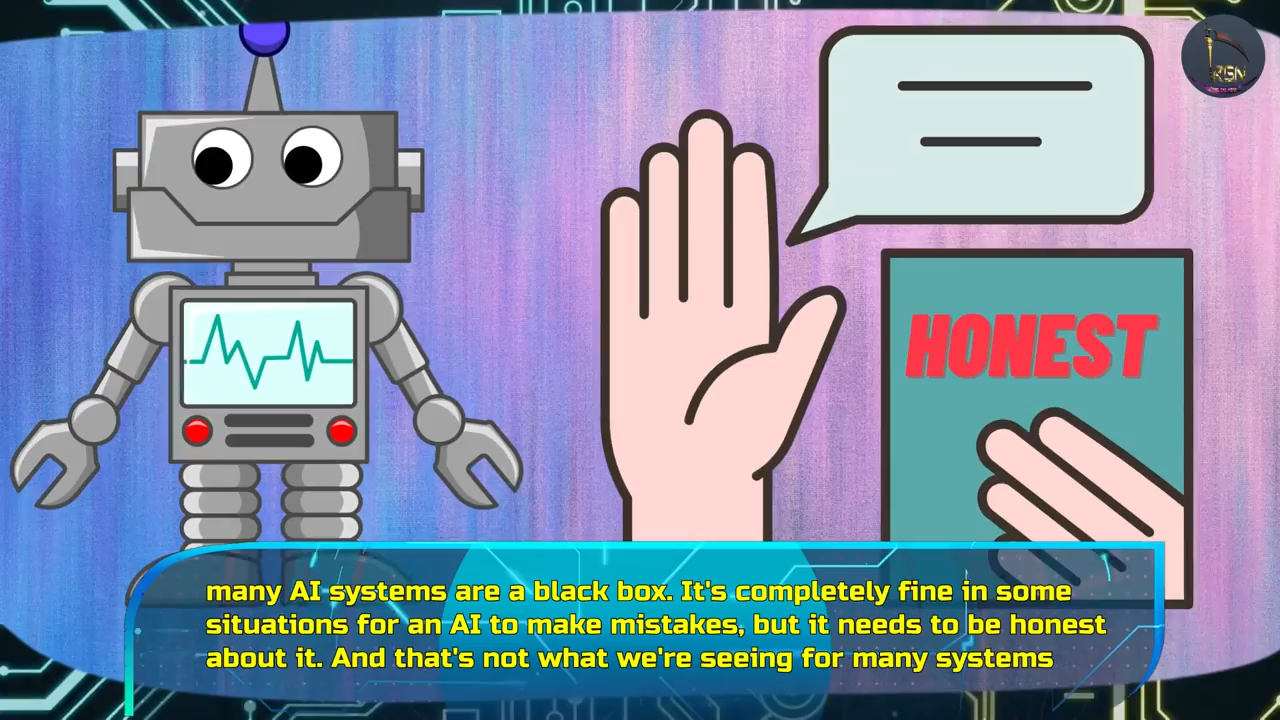 RGN
HONEST
many AI systems are a black box. It's completely fine in some
situations for an AI to make mistakes, but it needs to be honest
about it. And that's not what we're seeing for many systems